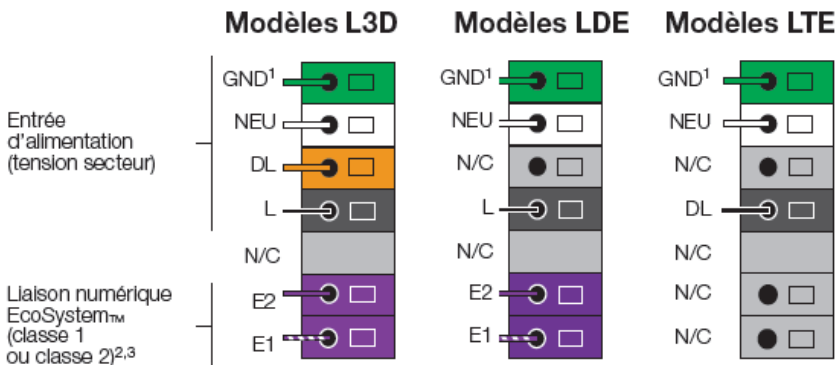 Modèles L3D
Modèles LDE
Modèles LTE
Entrée
d'alimentation
(tension secteur)
GND¹
NEU
DL
L
N/C
Liaison numérique
EcoSystem™
(classe 1
ou classe 2)²,³
E2
E1
GND¹
NEU
N/C
L
N/C
E2
E1
GND¹
NEU
N/C
DL
N/C
N/C
N/C